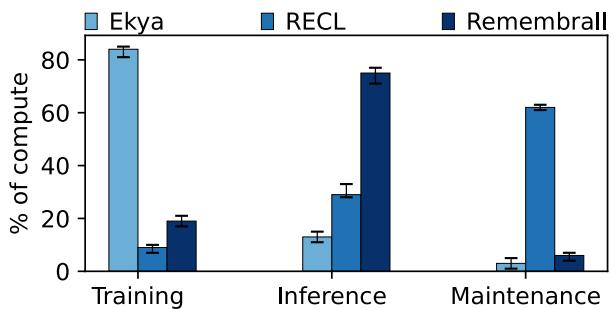 Ekya RECL Remembrall
% of compute
80
60
40
20
0
Training Inference Maintenance